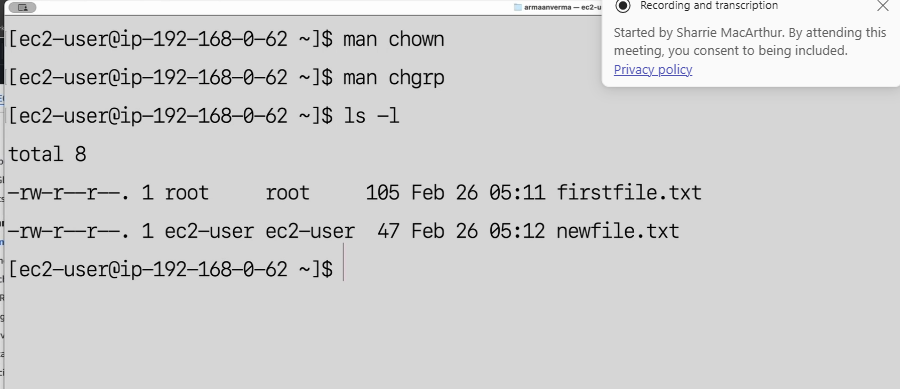 armaanverma — ec2-u
Recording and transcription
Started by Sharrie MacArthur. By attending this
meeting, you consent to being included.
Privacy policy
[ec2-user@ip-192-168-0-62 ~]$ man chown
[ec2-user@ip-192-168-0-62 ~]$ man chgrp
[ec2-user@ip-192-168-0-62 ~]$ ls -l
total 8
-rw-r--r--. 1 root     root     105 Feb 26 05:11 firstfile.txt
-rw-r--r--. 1 ec2-user ec2-user  47 Feb 26 05:12 newfile.txt
[ec2-user@ip-192-168-0-62 ~]$